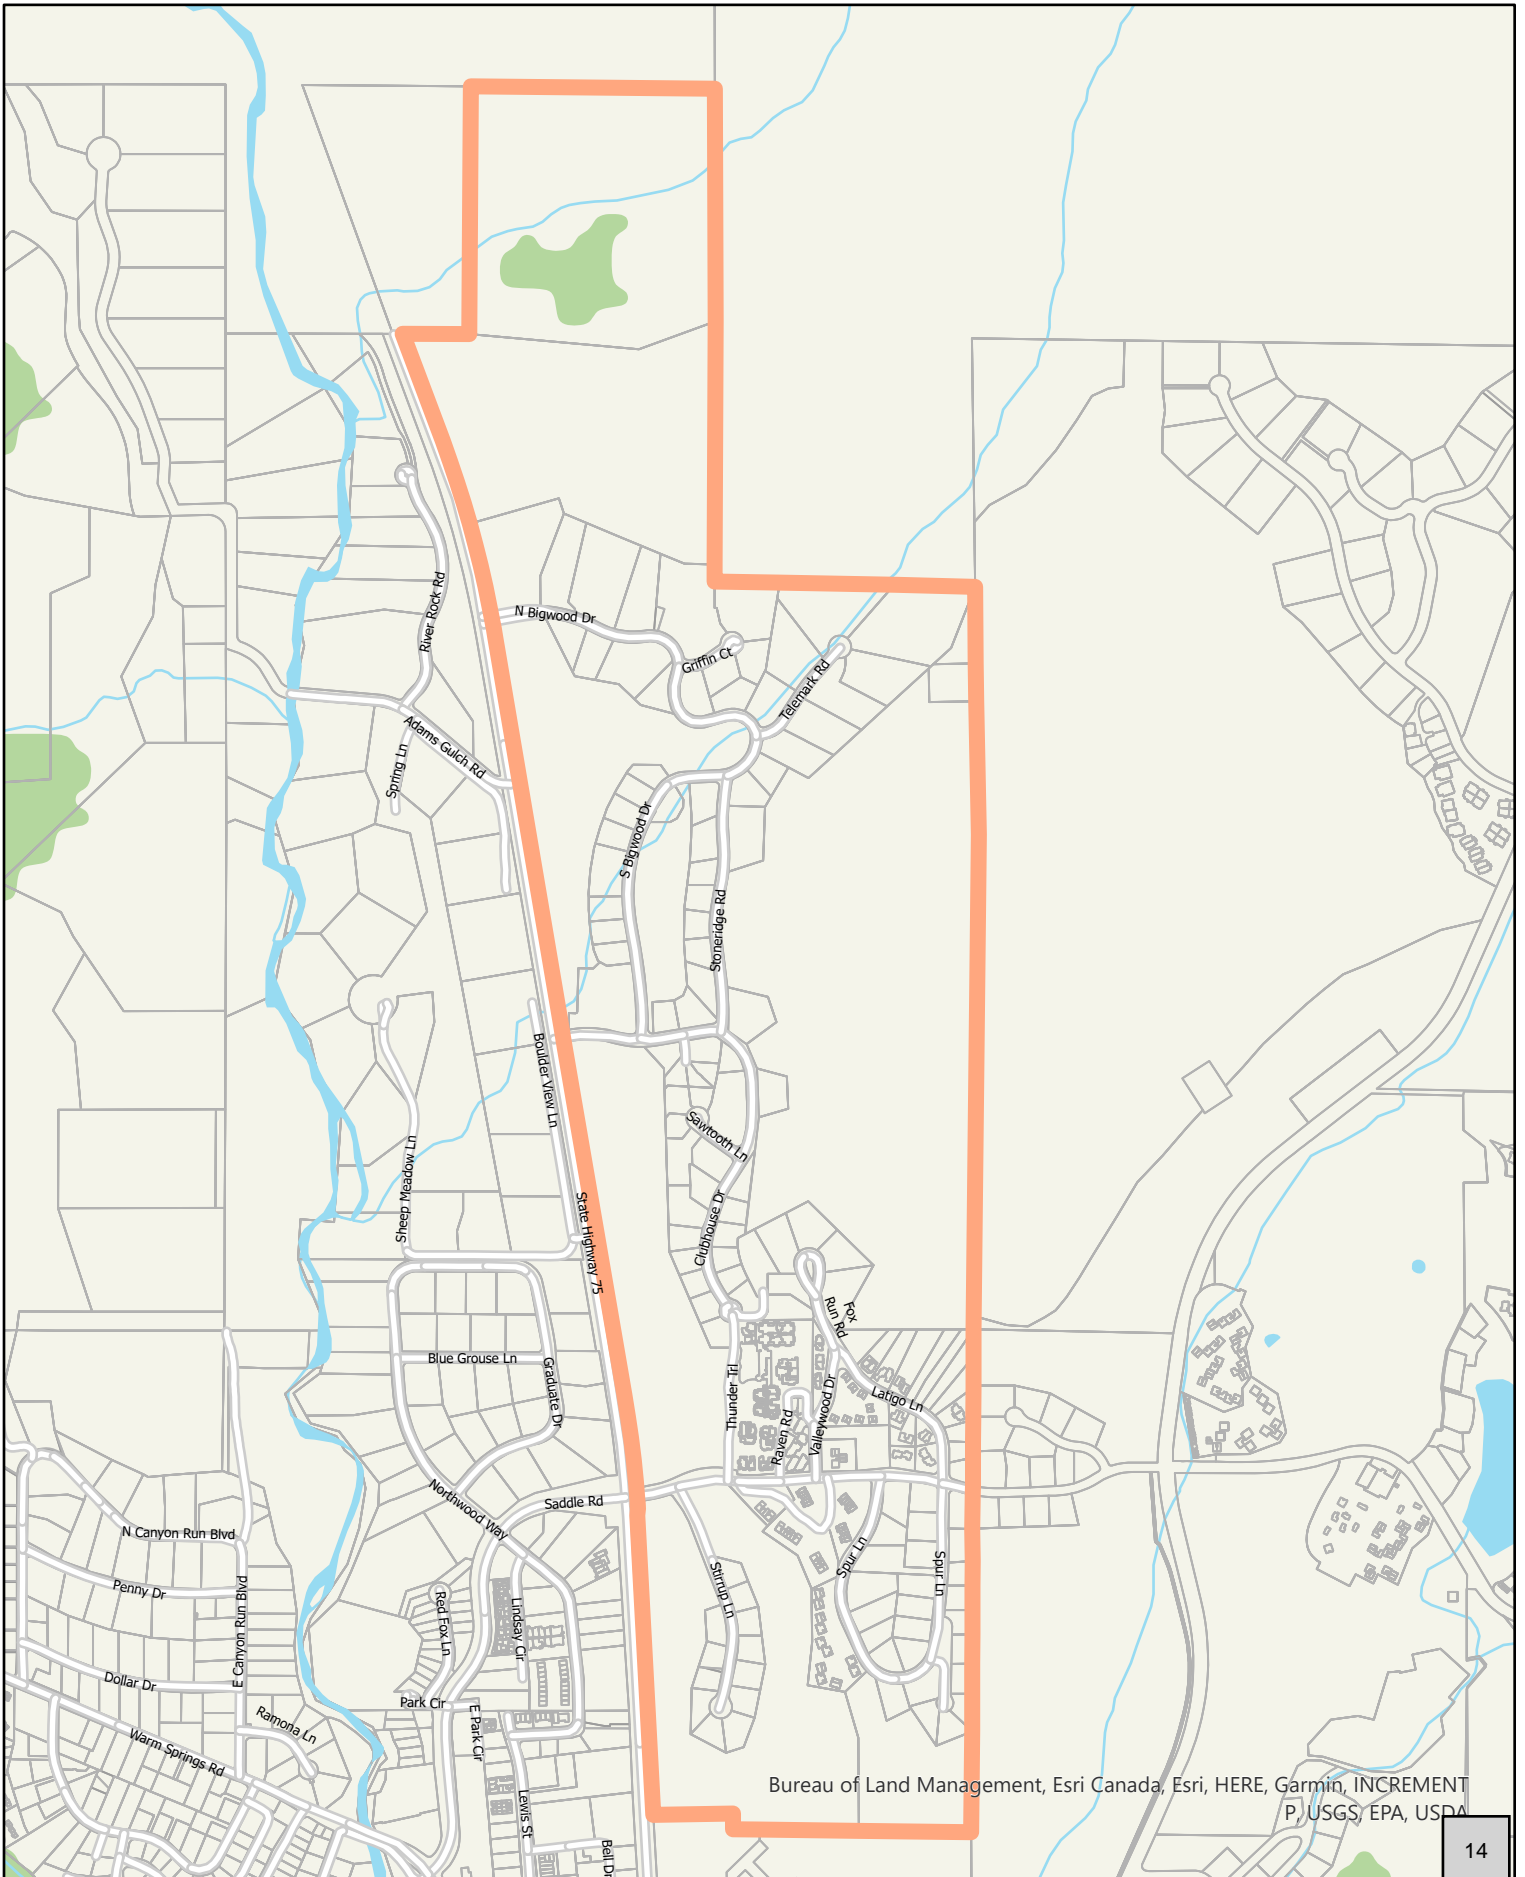 N Bigwood Dr
River Rock Rd
Griffin Ct
Telemark Rd
Adams Gulch Rd
Spring Ln
S Bigwood Dr
Stoneridge Rd
Boulder View Ln
Sawtooth Ln
Sheep Meadow Ln
Clubhouse Dr
State Highway 75
Fox
Run Rd
Blue Grouse Ln
Graduate Dr
Thunder Trl
Latigo Ln
Valleywood Dr
Raven Rd
Northwood Way
Saddle Rd
N Canyon Run Blvd
Spur Ln
Spur Ln
Stirrup Ln
Penny Dr
E Canyon Run Blvd
Red Fox Ln
Lindsay Cir
Dollar Dr
Park Cir
E Park Cir
Ramona Ln
Warm Springs Rd
Lewis St
Bell Dr
Bureau of Land Management, Esri Canada, Esri, HERE, Garmin, INCREMENT
P, USGS, EPA, USDA
14